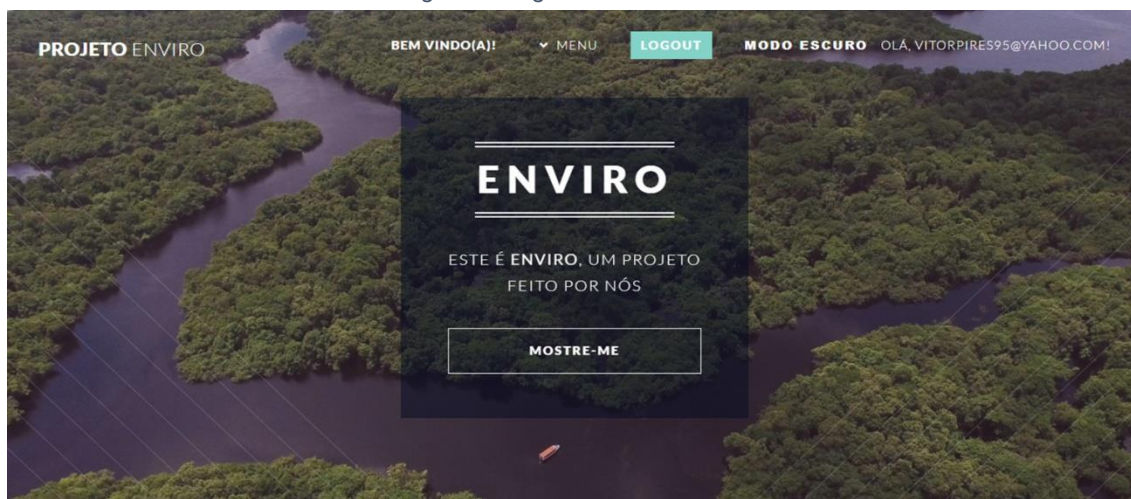 PROJETO ENVIRO
BEM VINDO(A)! MENU LOGOUT MODO ESCURO OLÁ, VITORPIRES95@YAHOO.COM!
ENVIRO
ESTE É ENVIRO, UM PROJETO
FEITO POR NÓS
MOSTRE-ME